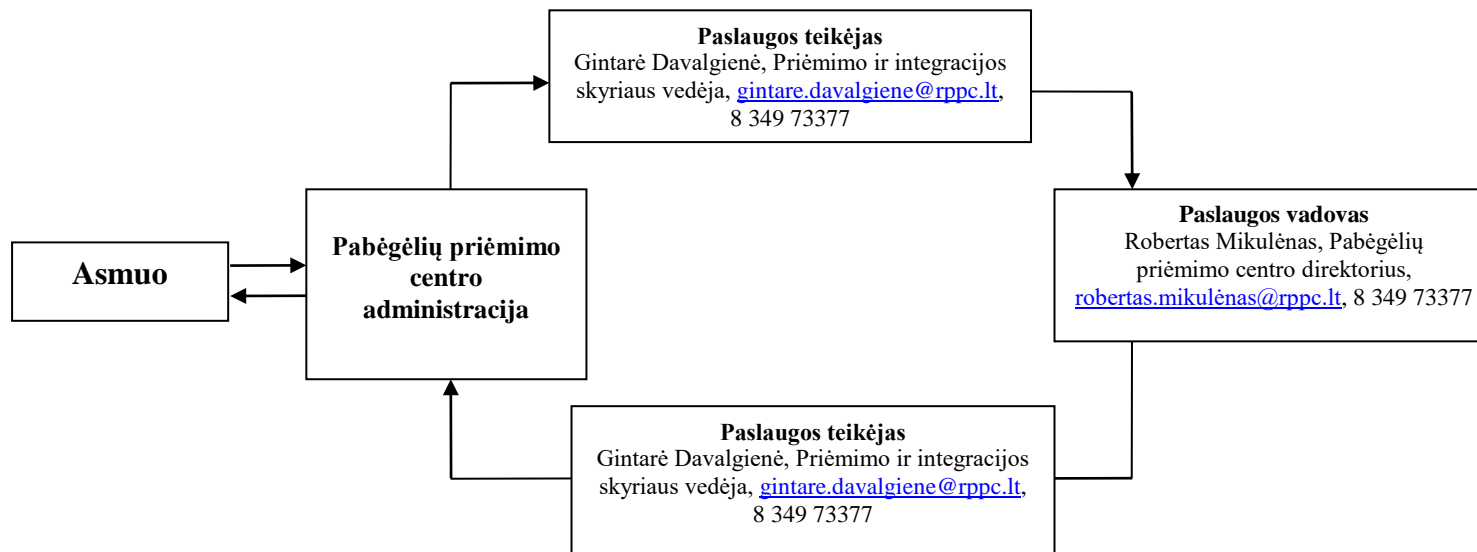 Paslaugos teikėjas
Gintarė Davalgienė, Priėmimo ir integracijos
skyriaus vedėja, gintare.davalgiene@rppc.lt,
8 349 73377
Asmuo
Pabėgėlių priėmimo
centro
administracija
Paslaugos vadovas
Robertas Mikulėnas, Pabėgėlių
priėmimo centro direktorius,
robertas.mikulėnas@rppc.lt, 8 349 73377
Paslaugos teikėjas
Gintarė Davalgienė, Priėmimo ir integracijos
skyriaus vedėja, gintare.davalgiene@rppc.lt,
8 349 73377